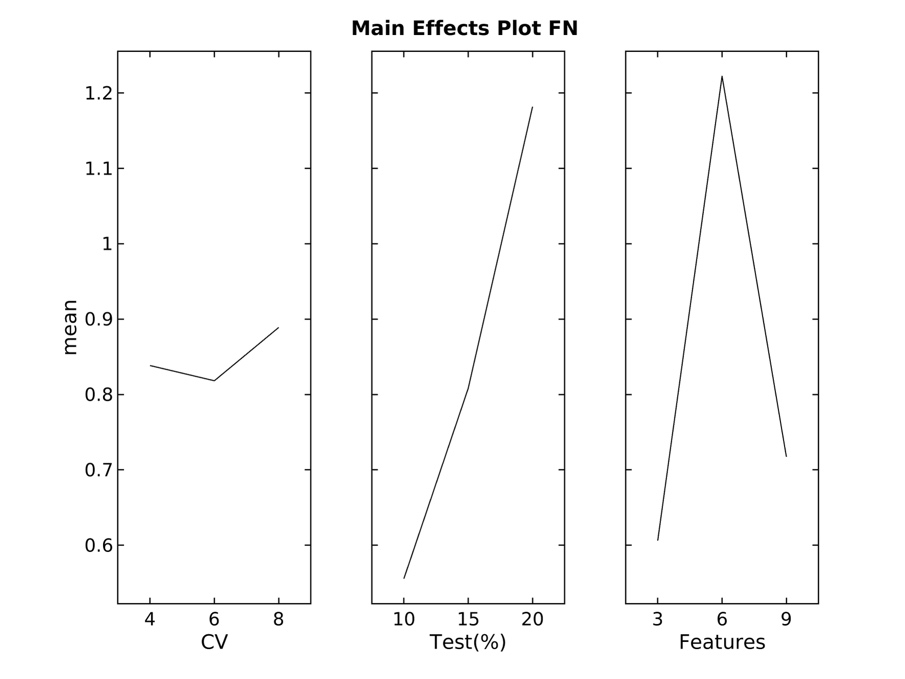 Main Effects Plot FN
mean
1.2
1.1
1
0.9
0.8
0.7
0.6
4 6 8
CV
10 15 20
Test(%)
3 6 9
Features